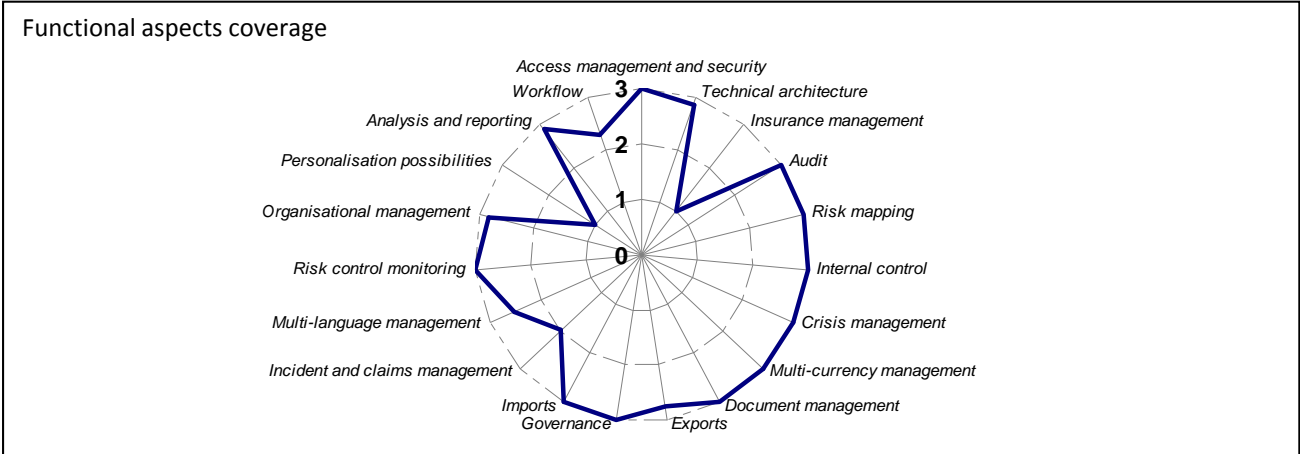 Functional aspects coverage
Access management and security
Workflow
3
Technical architecture
Analysis and reporting
Insurance management
2
Personalisation possibilities
Audit
1
Organisational management
Risk mapping
0
Risk control monitoring
Internal control
Multi-language management
Crisis management
Incident and claims management
Multi-currency management
Imports
Document management
Governance
Exports